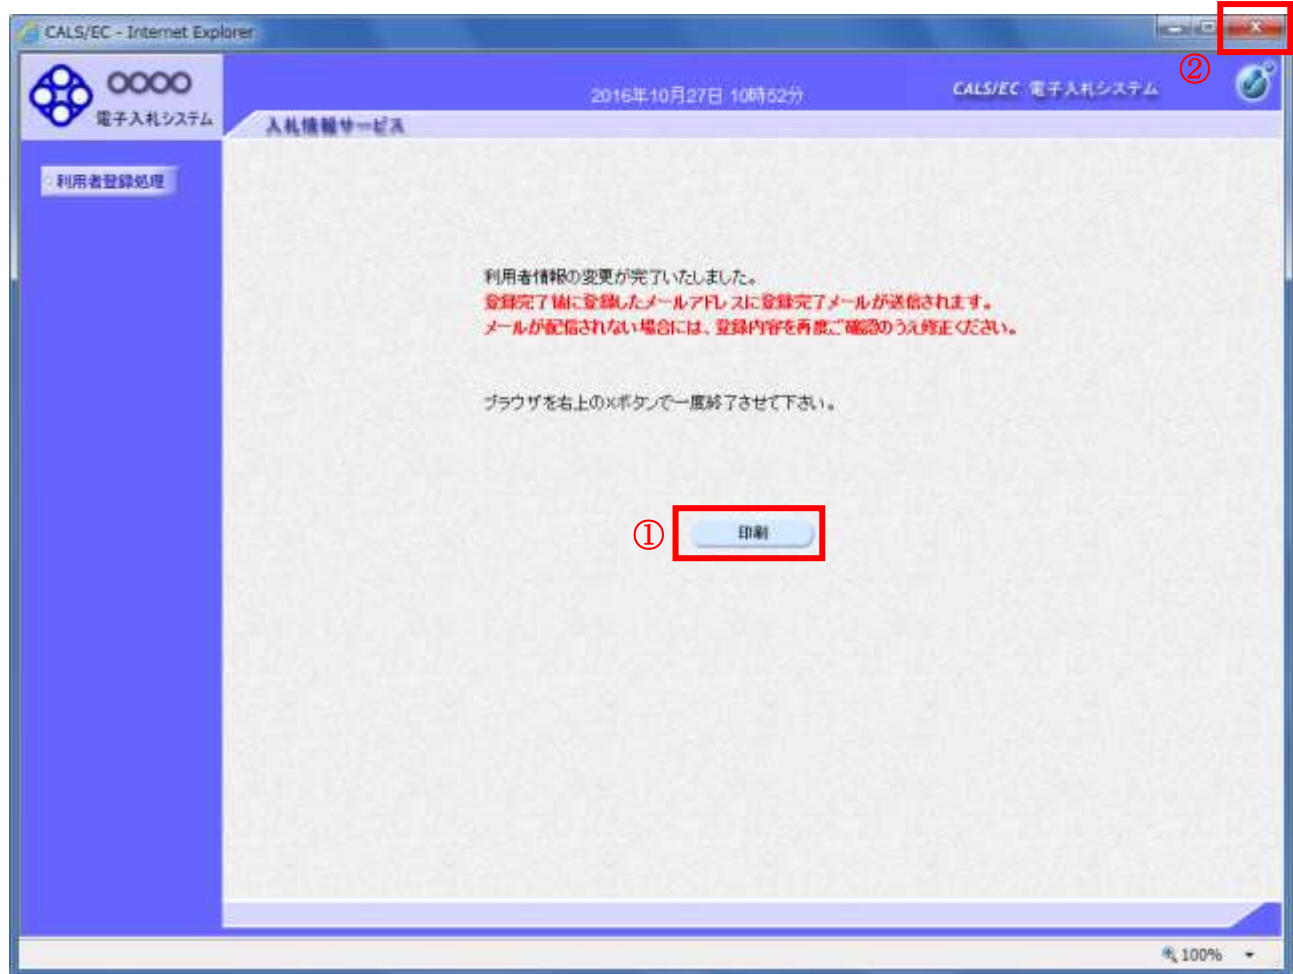 CALS/EC - Internet Explorer
②
○○○○
電子入札システム
2016年10月27日 10時52分
CALS/EC 電子入札システム
入札情報サービス
利用者登録処理
利用者情報の変更が完了いたしました。
登録完了後に登録したメールアドレスに登録完了メールが送信されます。
メールが配信されない場合には、登録内容を再度ご確認のうえ修正ください。
ブラウザを右上の×ボタンで一度終了させて下さい。
①
印刷
100%